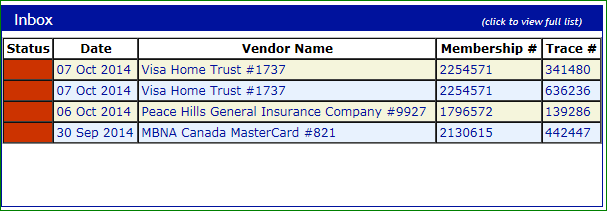 Inbox (click to view full list)
Status Date Vendor Name Membership # Trace #
07 Oct 2014 Visa Home Trust #1737 2254571 341480
07 Oct 2014 Visa Home Trust #1737 2254571 636236
06 Oct 2014 Peace Hills General Insurance Company #9927 1796572 139286
30 Sep 2014 MBNA Canada MasterCard #821 2130615 442447